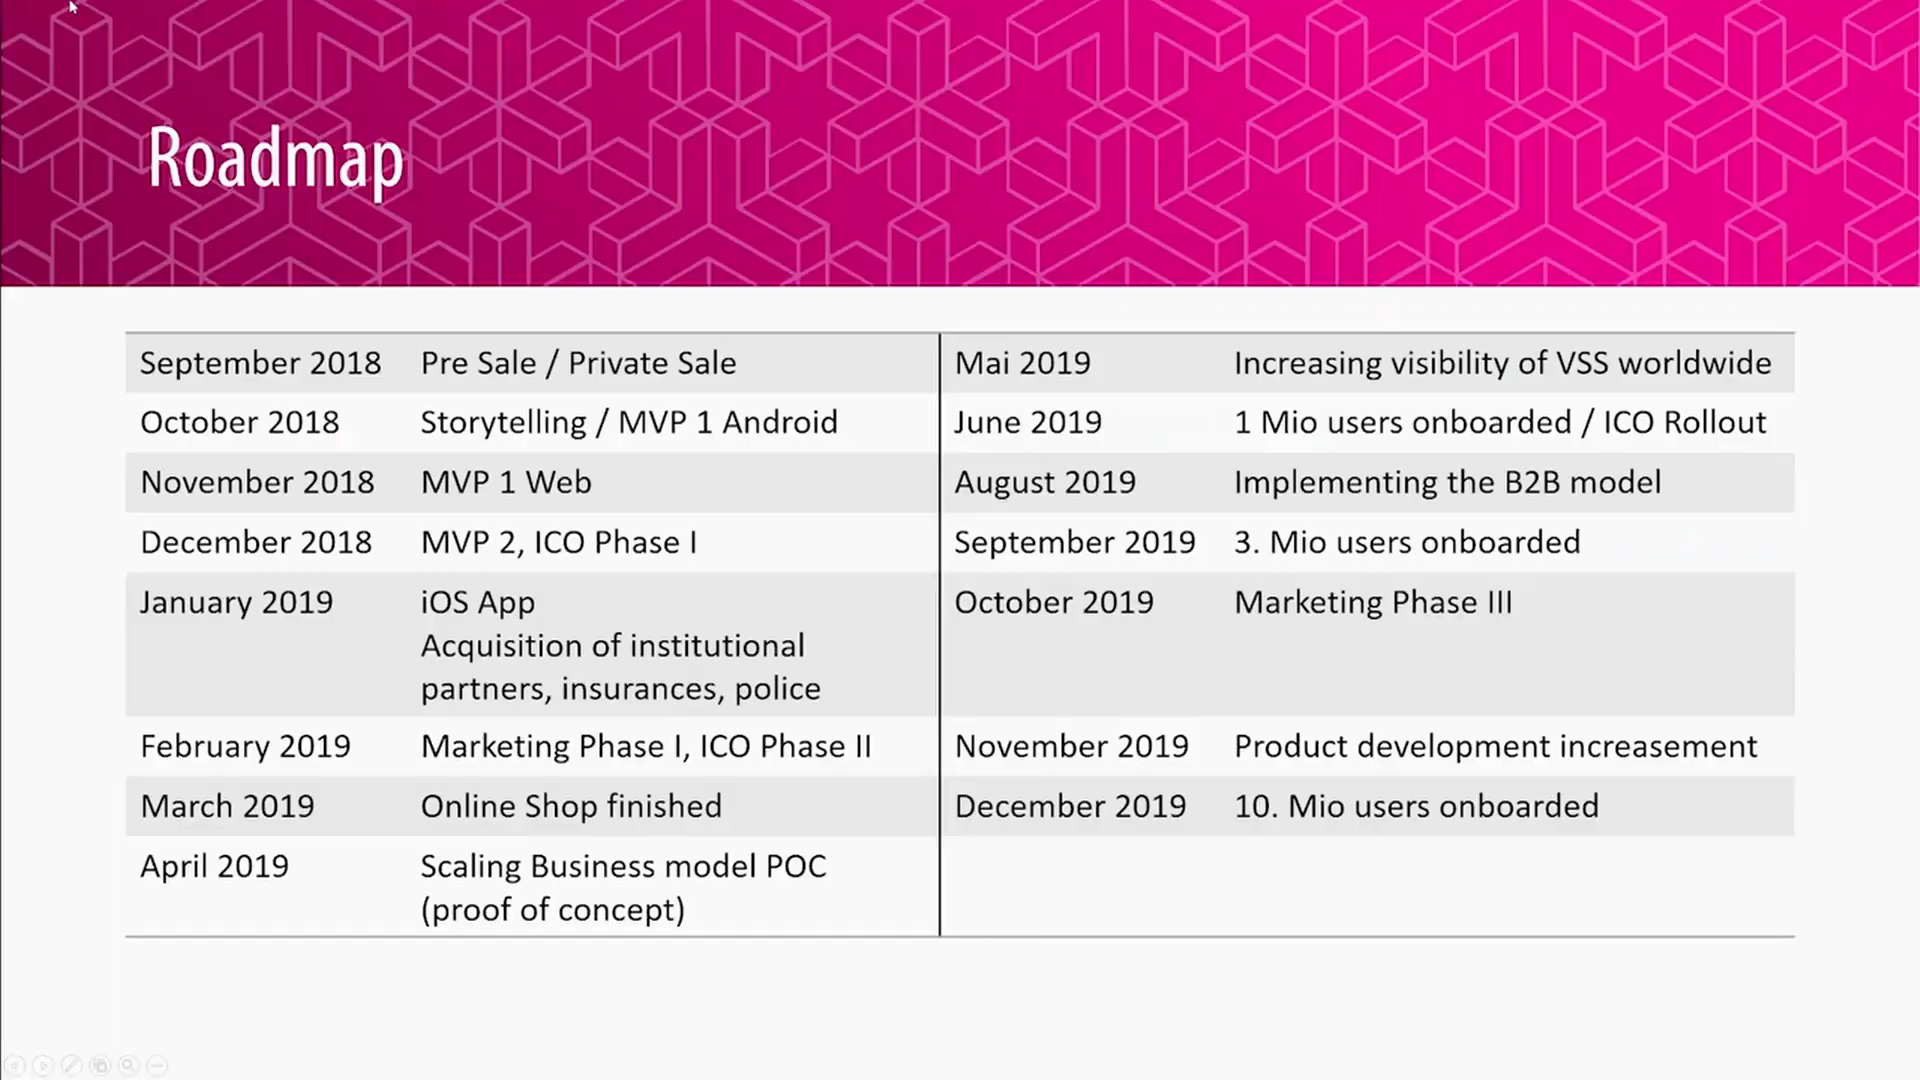 Roadmap
September 2018 Pre Sale / Private Sale
October 2018 Storytelling / MVP 1 Android
November 2018 MVP 1 Web
December 2018 MVP 2, ICO Phase I
January 2019 iOS App
Acquisition of institutional
partners, insurances, police
February 2019 Marketing Phase I, ICO Phase II
March 2019 Online Shop finished
April 2019 Scaling Business model POC
(proof of concept)
Mai 2019 Increasing visibility of VSS worldwide
June 2019 1 Mio users onboarded / ICO Rollout
August 2019 Implementing the B2B model
September 2019 3. Mio users onboarded
October 2019 Marketing Phase III
November 2019 Product development increasement
December 2019 10. Mio users onboarded